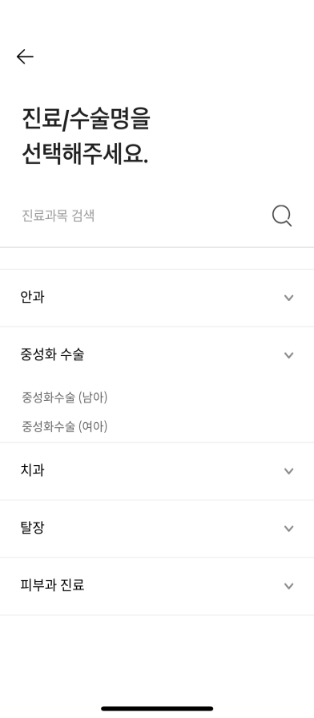 진료/수술명을
선택해주세요.
진료과목 검색
안과
중성화 수술
중성화수술 (남아)
중성화수술 (여아)
치과
탈장
피부과 진료